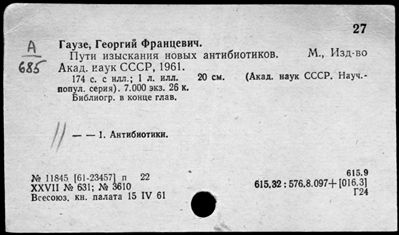 27
А
685
Гаузе, Георгий Францевич.
Пути изыскания новых антибиотиков. М., Изд-во
Акад. наук СССР, 1961.
174 с. с илл.; 1 л. илл. 20 см. (Акад. наук СССР. Науч.-
попул. серия). 7.000 экз. 26 к.
Библиогр. в конце глав.
— — 1. Антибиотики.
№ 11845 [61-23457] п 22
XXVII № 631; № 3610
Всесоюз. кн. палата 15 IV 61
615.9
615.32 : 576.8.097+[016.3]
Г24